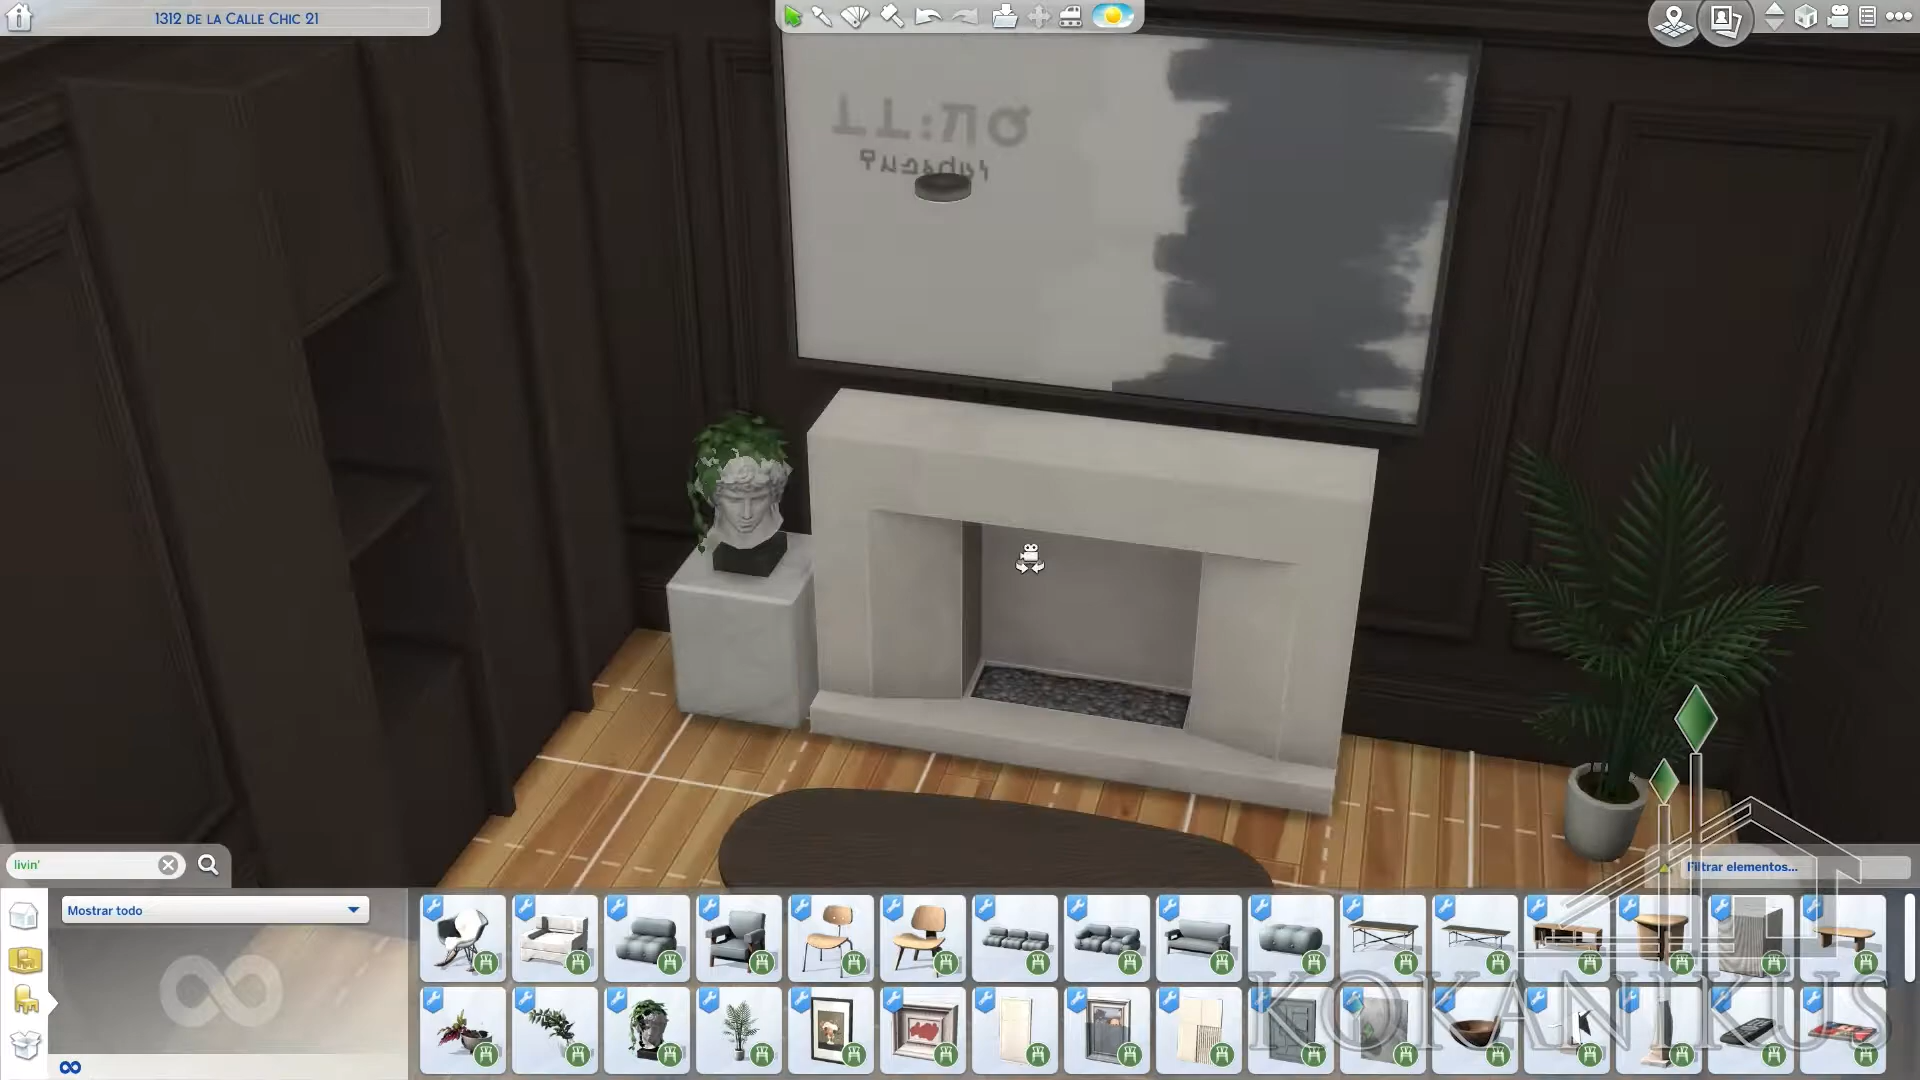 1312 DE LA CALLE CHIC 21
livin'
Filtrar elementos...
Mostrar todo
KOKANIKUS